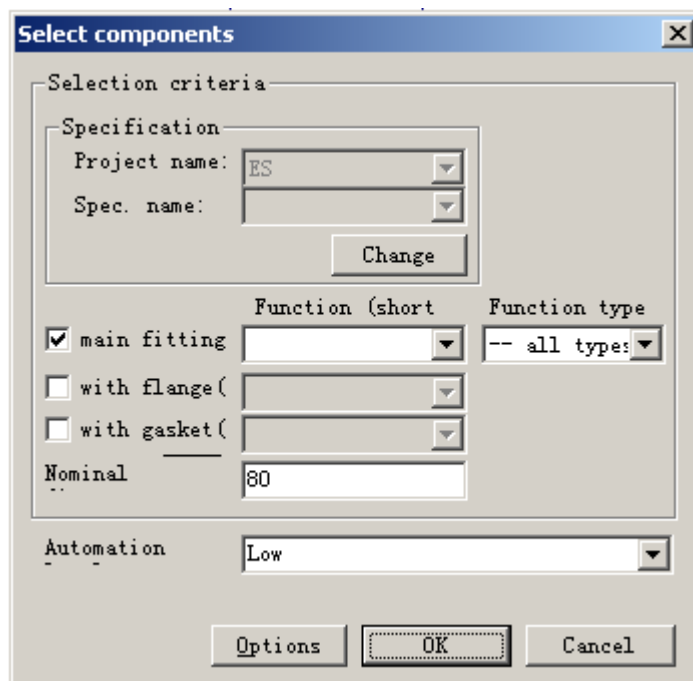 Select components
Selection criteria
Specification
Project name: ES
Spec. name:
Change
Function (short Function type
main fitting -- all types
with flange(
with gasket(
Nominal 80
Automation Low
Options OK Cancel